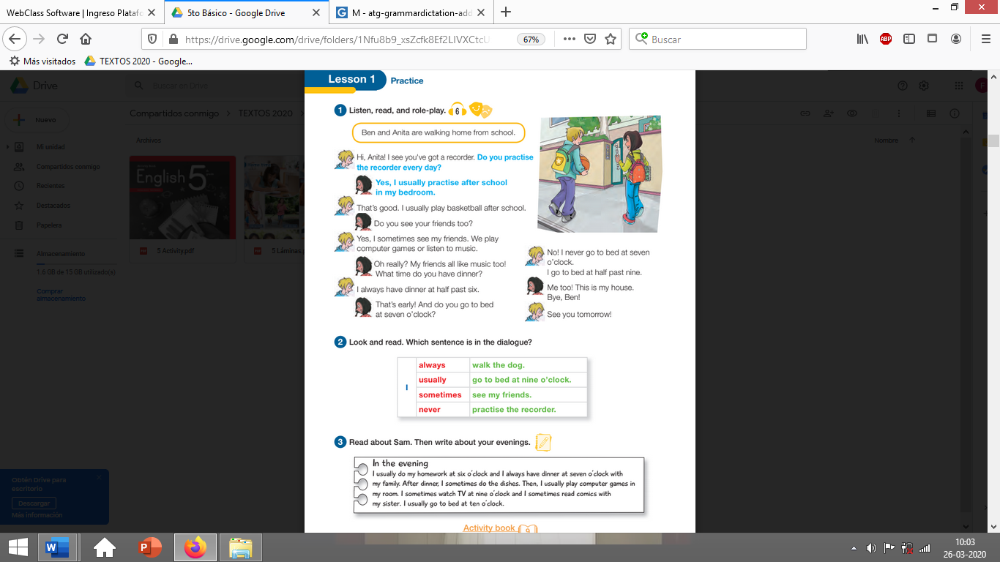 WebClass Software | Ingreso Plataf
5to Básico - Google Drive
M - atg-grammardictation-add
https://drive.google.com/drive/folders/1Nfu8b9_xsZcfk8Ef2LIVXCtcU
67%
Buscar
ABP
Más visitados
TEXTOS 2020 - Google...
Drive
Buscar en Drive
Nuevo
Compartidos conmigo
TEXTOS 2020
Mi unidad
Compartidos conmigo
Recientes
Destacados
Papelera
Almacenamiento
1.6 GB de 15 GB utilizado(s)
Comprar
almacenamiento
Archivos
Nombre
English 5
5 Activity.pdf
5 Láminas.p
Obtén Drive para
escritorio
Descargar
Más información
Lesson 1 Practice
1 Listen, read, and role-play. 6
Ben and Anita are walking home from school.
Hi, Anita! I see you've got a recorder. Do you practise
the recorder every day?
Yes, I usually practise after school
in my bedroom.
That's good. I usually play basketball after school.
Do you see your friends too?
Yes, I sometimes see my friends. We play
computer games or listen to music.
Oh really? My friends all like music too!
What time do you have dinner?
I always have dinner at half past six.
That's early! And do you go to bed
at seven o'clock?
No! I never go to bed at seven
o'clock.
I go to bed at half past nine.
Me too! This is my house.
Bye, Ben!
See you tomorrow!
2 Look and read. Which sentence is in the dialogue?
I
always walk the dog.
usually go to bed at nine o'clock.
sometimes see my friends.
never practise the recorder.
3 Read about Sam. Then write about your evenings.
In the evening
I usually do my homework at six o'clock and I always have dinner at seven o'clock with
my family. After dinner, I sometimes do the dishes. Then, I usually play computer games in
my room. I sometimes watch TV at nine o'clock and I sometimes read comics with
my sister. I usually go to bed at ten o'clock.
Activity book 9
10:03
26-03-2020